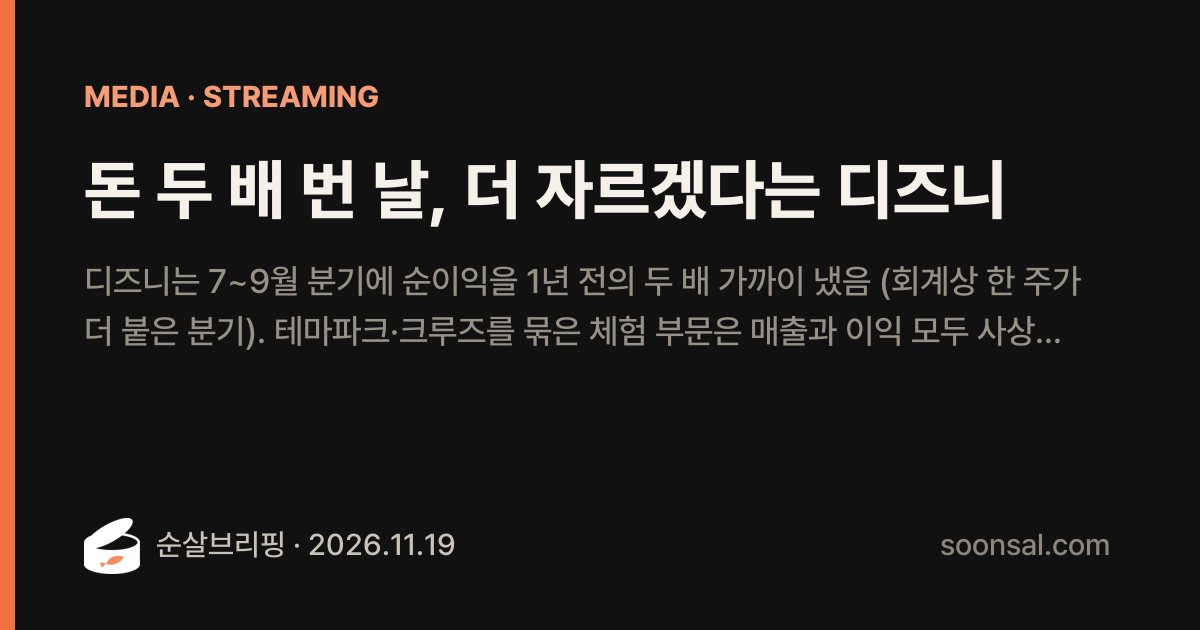 MEDIA · STREAMING
돈 두 배 번 날, 더 자르겠다는 디즈니
디즈니는 7~9월 분기에 순이익을 1년 전의 두 배 가까이 냈음 (회계상 한 주가
더 붙은 분기). 테마파크·크루즈를 묶은 체험 부문은 매출과 이익 모두 사상...
순살브리핑 · 2026.11.19
soonsal.com